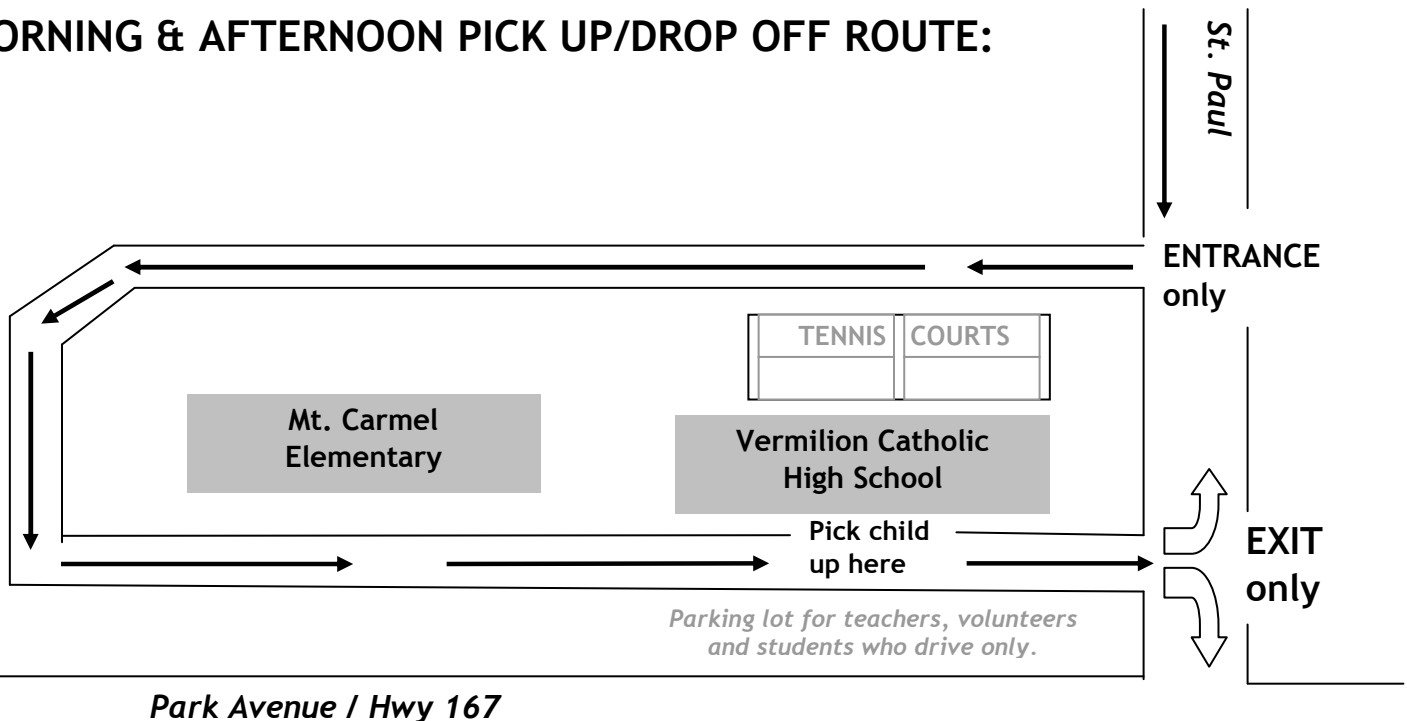 ORNING & AFTERNOON PICK UP/DROP OFF ROUTE:
St. Paul
ENTRANCE
only
TENNIS COURTS
Mt. Carmel
Elementary
Vermilion Catholic
High School
Pick child
up here
EXIT
only
Parking lot for teachers, volunteers
and students who drive only.
Park Avenue / Hwy 167